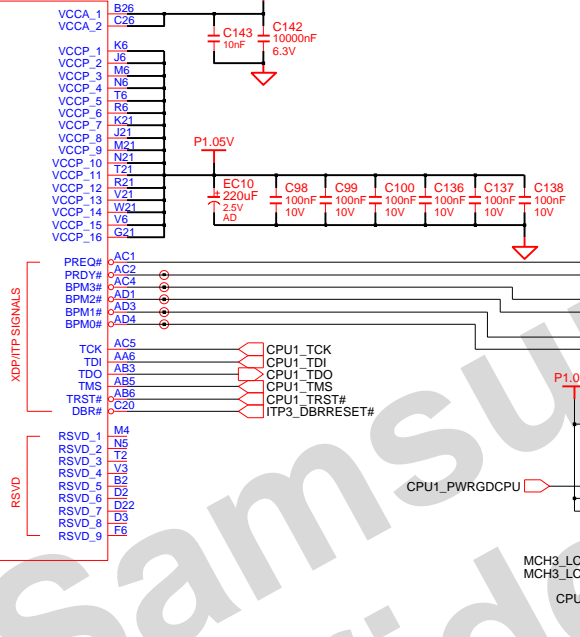 VCCA_1 B26
VCCA_2 C26
C143
10nF
C142
10000nF
6.3V
VCCP_1 K6
VCCP_2 J6
VCCP_3 M6
VCCP_4 N6
VCCP_5 T6
VCCP_6 R6
VCCP_7 K21
VCCP_8 J21
VCCP_9 M21
VCCP_10 N21
VCCP_11 T21
VCCP_12 R21
VCCP_13 V21
VCCP_14 W21
VCCP_15 V6
VCCP_16 G21
P1.05V
EC10
220uF
2.5V
AD
C98
100nF
10V
C99
100nF
10V
C100
100nF
10V
C136
100nF
10V
C137
100nF
10V
C138
100nF
10V
XDP/ITP SIGNALS
PREQ# AC1
PRDY# AC2
BPM3# AC4
BPM2# AD1
BPM1# AD3
BPM0# AD4
TCK AC5 CPU1_TCK
TDI AA6 CPU1_TDI
TDO AB3 CPU1_TDO
TMS AB5 CPU1_TMS
TRST# AB6 CPU1_TRST#
DBR# C20 ITP3_DBRRESET#
RSVD
RSVD_1 M4
RSVD_2 N5
RSVD_3 T2
RSVD_4 V3
RSVD_5 B2
RSVD_6 D2
RSVD_7 D22
RSVD_8 D3
RSVD_9 F6
P1.0
CPU1_PWRGDCPU
MCH3_LC
MCH3_LC
CPU
Samsu